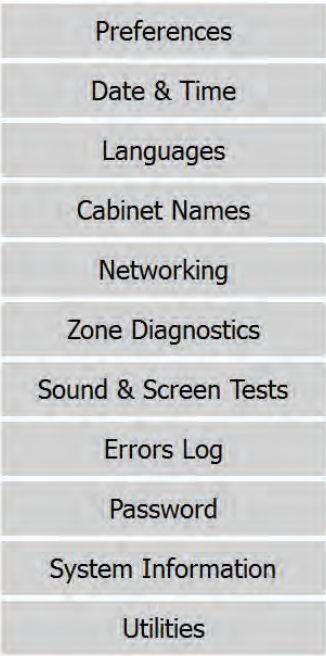 Preferences
Date & Time
Languages
Cabinet Names
Networking
Zone Diagnostics
Sound & Screen Tests
Errors Log
Password
System Information
Utilities